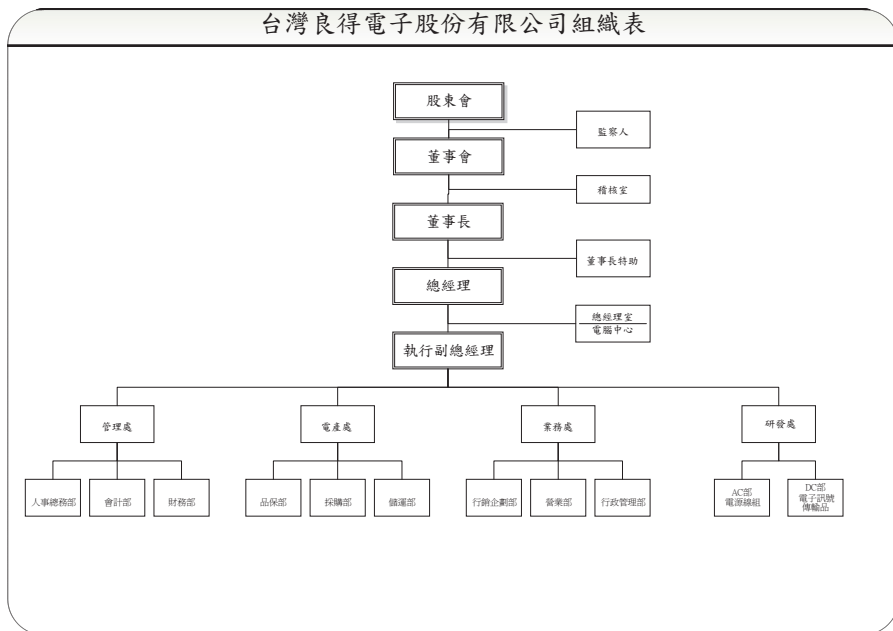 台灣良得電子股份有限公司組織表
股東會
監察人
董事會
稽核室
董事長
董事長特助
總經理
總經理室
電腦中心
執行副總經理
管理處
電產處
業務處
研發處
人事總務部
會計部
財務部
品保部
採購部
儲運部
行銷企劃部
營業部
行政管理部
AC部
電源線組
DC部
電子訊號
傳輸品